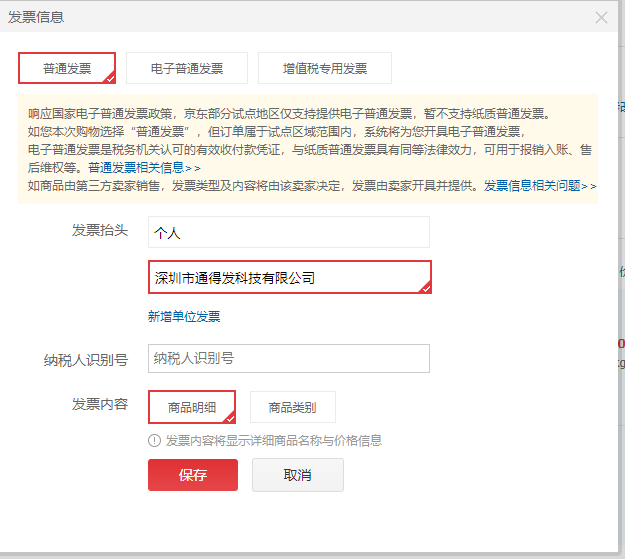 发票信息
普通发票
电子普通发票
增值税专用发票
响应国家电子普通发票政策，京东部分试点地区仅支持提供电子普通发票，暂不支持纸质普通发票。
如您本次购物选择“普通发票”，但订单属于试点区域范围内，系统将为您开具电子普通发票，
电子普通发票是税务机关认可的有效收付款凭证，与纸质普通发票具有同等法律效力，可用于报销入账、售
后维权等。普通发票相关信息>>
如商品由第三方卖家销售，发票类型及内容将由该卖家决定，发票由卖家开具并提供。发票信息相关问题>>
发票抬头
个人
深圳市通得发科技有限公司
新增单位发票
纳税人识别号
纳税人识别号
发票内容
商品明细
商品类别
发票内容将显示详细商品名称与价格信息
保存
取消